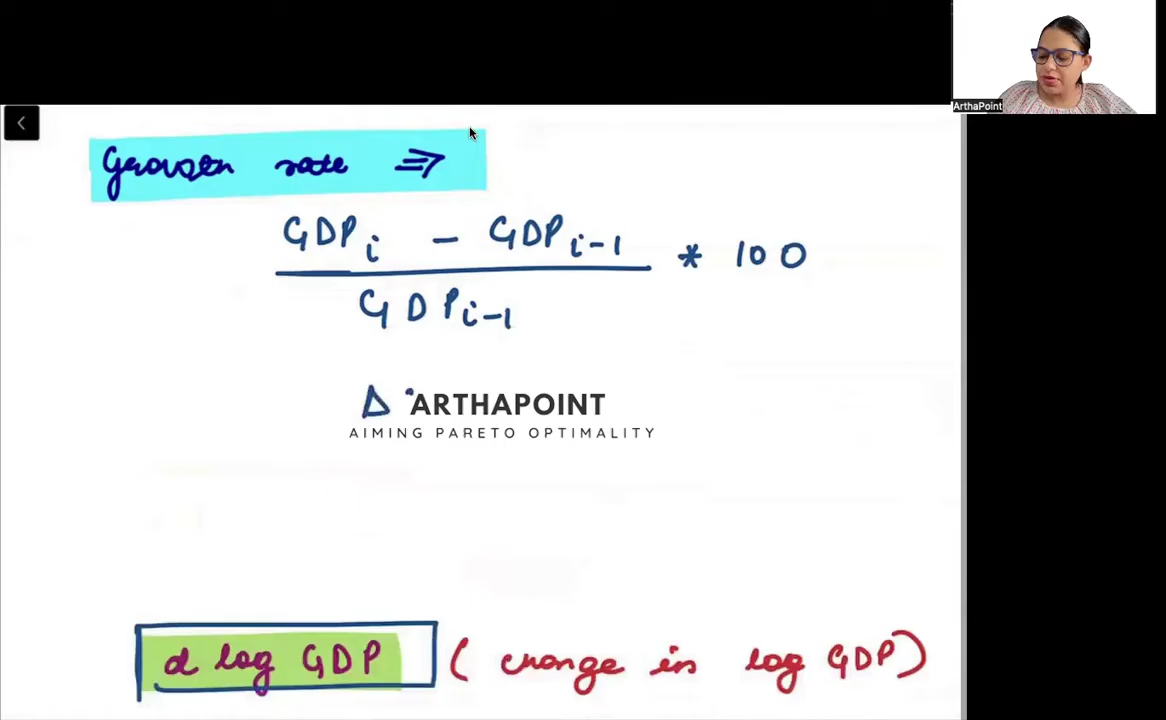 ArthaPoint
Growth rate ⇒
GDPi - GDPi-1
* 100
GDPi-1
Δ
ARTHAPOINT
AIMING PARETO OPTIMALITY
d log GDP ( change in log GDP )